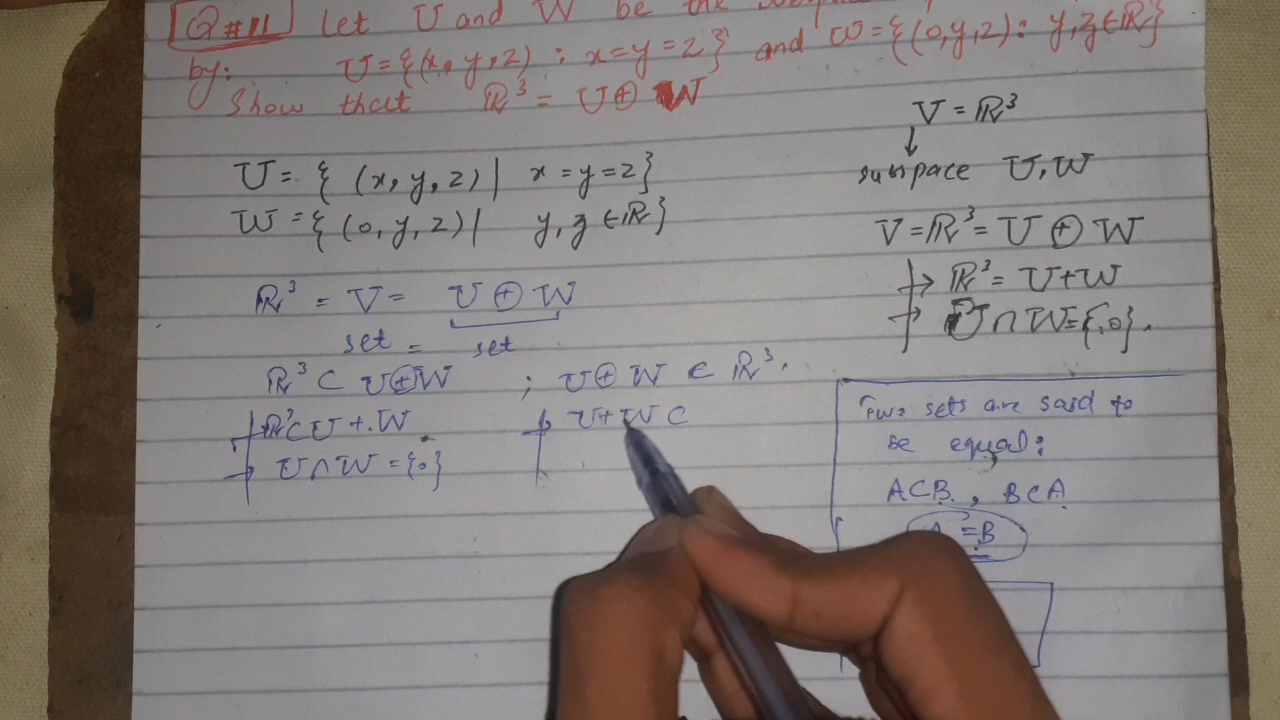 Q#11 Let U and W be the
by: U={(x,y,z) : x=y=z} and W={(0,y,z): y,z∈ℝ}
Show that ℝ³ = U⊕W
V = ℝ³
↓
subspace U,W
U = { (x,y,z) | x=y=z}
W = { (0,y,z) | y,z∈ℝ}
V=ℝ³= U⊕W
→ ℝ³ = U+W
→ U∩W={0}.
ℝ³ = V = U⊕W
set = set
ℝ³ ⊂ U⊕W ; U⊕W ∈ ℝ³.
→ ℝ³⊂U+W
→ U∩W={0}
→ U+W ⊂
Two sets are said to
be equal:
A⊂B, B⊂A
A=B